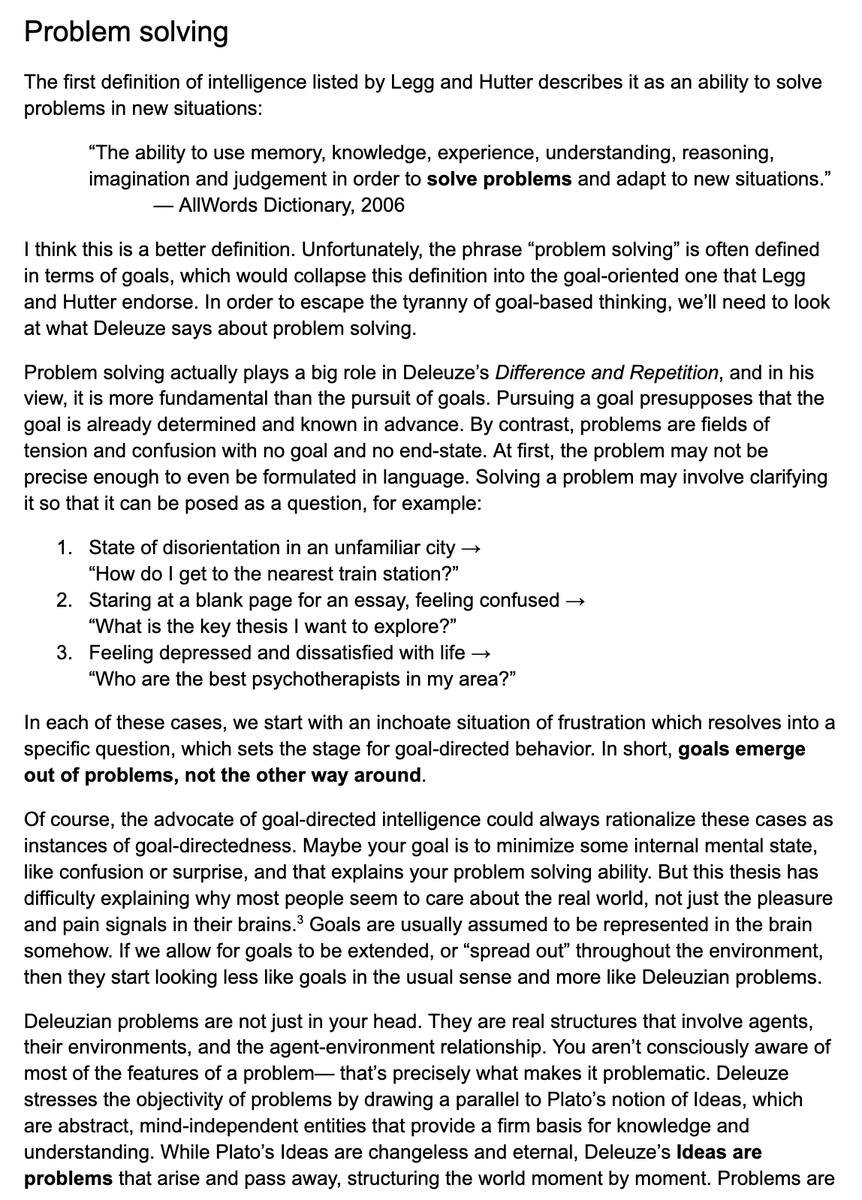 Problem solving
The first definition of intelligence listed by Legg and Hutter describes it as an ability to solve
problems in new situations:
“The ability to use memory, knowledge, experience, understanding, reasoning,
imagination and judgement in order to solve problems and adapt to new situations.”
— AllWords Dictionary, 2006
I think this is a better definition. Unfortunately, the phrase “problem solving” is often defined
in terms of goals, which would collapse this definition into the goal-oriented one that Legg
and Hutter endorse. In order to escape the tyranny of goal-based thinking, we’ll need to look
at what Deleuze says about problem solving.
Problem solving actually plays a big role in Deleuze’s Difference and Repetition, and in his
view, it is more fundamental than the pursuit of goals. Pursuing a goal presupposes that the
goal is already determined and known in advance. By contrast, problems are fields of
tension and confusion with no goal and no end-state. At first, the problem may not be
precise enough to even be formulated in language. Solving a problem may involve clarifying
it so that it can be posed as a question, for example:
1. State of disorientation in an unfamiliar city →
“How do I get to the nearest train station?”
2. Staring at a blank page for an essay, feeling confused →
“What is the key thesis I want to explore?”
3. Feeling depressed and dissatisfied with life →
“Who are the best psychotherapists in my area?”
In each of these cases, we start with an inchoate situation of frustration which resolves into a
specific question, which sets the stage for goal-directed behavior. In short, goals emerge
out of problems, not the other way around.
Of course, the advocate of goal-directed intelligence could always rationalize these cases as
instances of goal-directedness. Maybe your goal is to minimize some internal mental state,
like confusion or surprise, and that explains your problem solving ability. But this thesis has
difficulty explaining why most people seem to care about the real world, not just the pleasure
and pain signals in their brains.³ Goals are usually assumed to be represented in the brain
somehow. If we allow for goals to be extended, or “spread out” throughout the environment,
then they start looking less like goals in the usual sense and more like Deleuzian problems.
Deleuzian problems are not just in your head. They are real structures that involve agents,
their environments, and the agent-environment relationship. You aren’t consciously aware of
most of the features of a problem— that’s precisely what makes it problematic. Deleuze
stresses the objectivity of problems by drawing a parallel to Plato’s notion of Ideas, which
are abstract, mind-independent entities that provide a firm basis for knowledge and
understanding. While Plato’s Ideas are changeless and eternal, Deleuze’s Ideas are
problems that arise and pass away, structuring the world moment by moment. Problems are